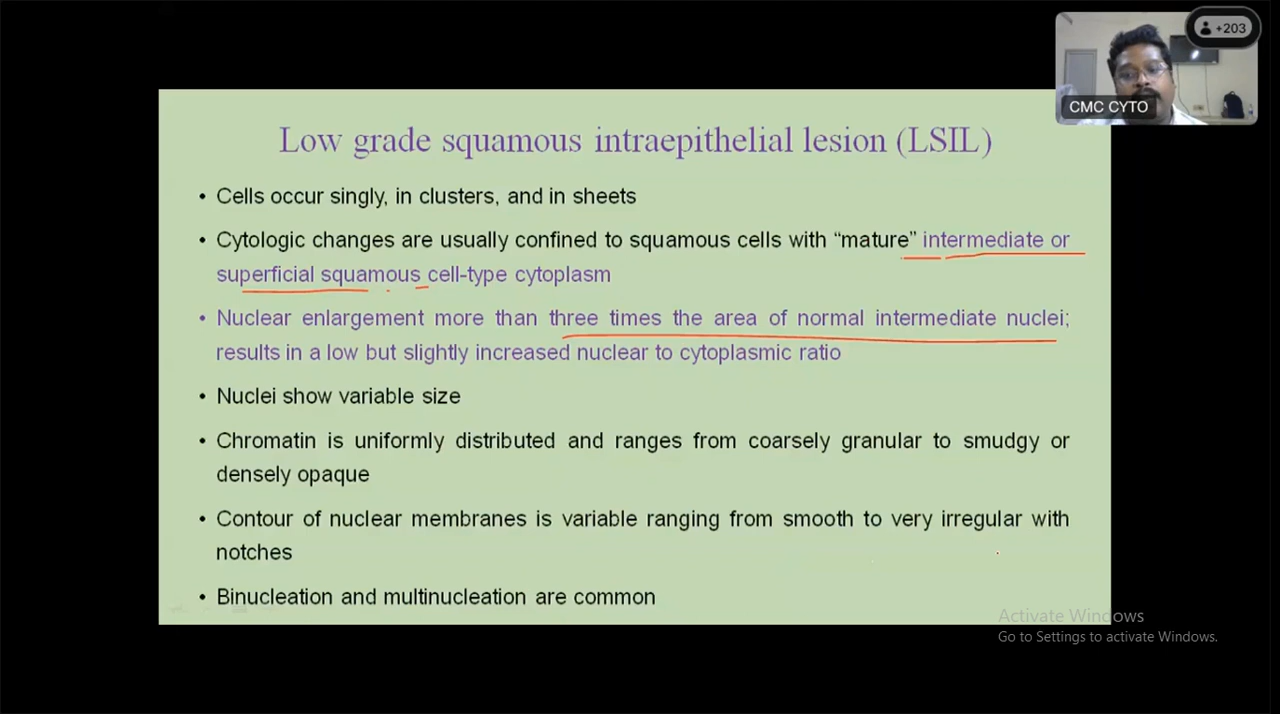 +203
CMC CYTO
Low grade squamous intraepithelial lesion (LSIL)
• Cells occur singly, in clusters, and in sheets
• Cytologic changes are usually confined to squamous cells with “mature” intermediate or
superficial squamous cell-type cytoplasm
• Nuclear enlargement more than three times the area of normal intermediate nuclei;
results in a low but slightly increased nuclear to cytoplasmic ratio
• Nuclei show variable size
• Chromatin is uniformly distributed and ranges from coarsely granular to smudgy or
densely opaque
• Contour of nuclear membranes is variable ranging from smooth to very irregular with
notches
• Binucleation and multinucleation are common
Activate Windows
Go to Settings to activate Windows.